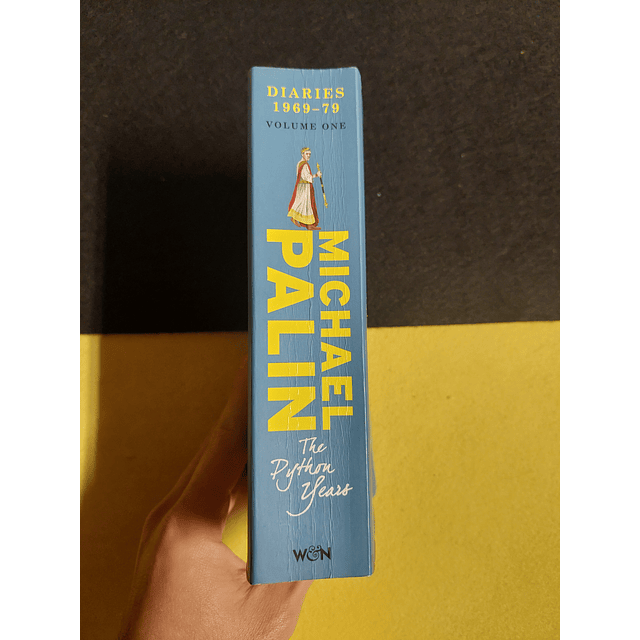 DIARIES
1969–79
VOLUME ONE
MICHAEL
PALIN
The
Python
Years
W&N